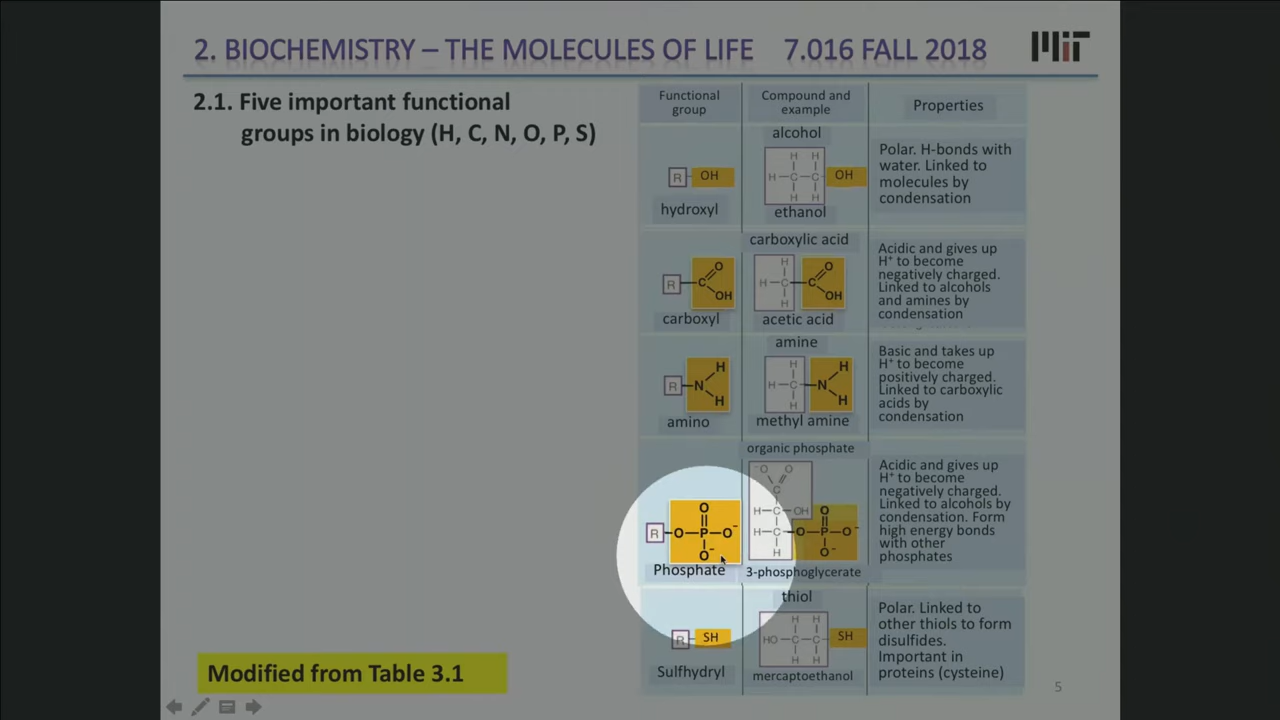 2. BIOCHEMISTRY – THE MOLECULES OF LIFE 7.016 FALL 2018
MIT
2.1. Five important functional
groups in biology (H, C, N, O, P, S)
Functional
group
Compound and
example
Properties
R OH
hydroxyl
alcohol
H H
H C C OH
H H
ethanol
Polar. H-bonds with
water. Linked to
molecules by
condensation
R C O
OH
carboxyl
carboxylic acid
H
H C C O
H OH
acetic acid
Acidic and gives up
H⁺ to become
negatively charged.
Linked to alcohols
and amines by
condensation
R N H
H
amino
amine
H
H C N H
H H
methyl amine
Basic and takes up
H⁺ to become
positively charged.
Linked to carboxylic
acids by
condensation
O
R O P O⁻
O⁻
Phosphate
organic phosphate
⁻O O
C
H C OH O
H C O P O⁻
H O⁻
3-phosphoglycerate
Acidic and gives up
H⁺ to become
negatively charged.
Linked to alcohols by
condensation. Form
high energy bonds
with other
phosphates
R SH
Sulfhydryl
thiol
H H
HO C C SH
H H
mercaptoethanol
Polar. Linked to
other thiols to form
disulfides.
Important in
proteins (cysteine)
Modified from Table 3.1
5